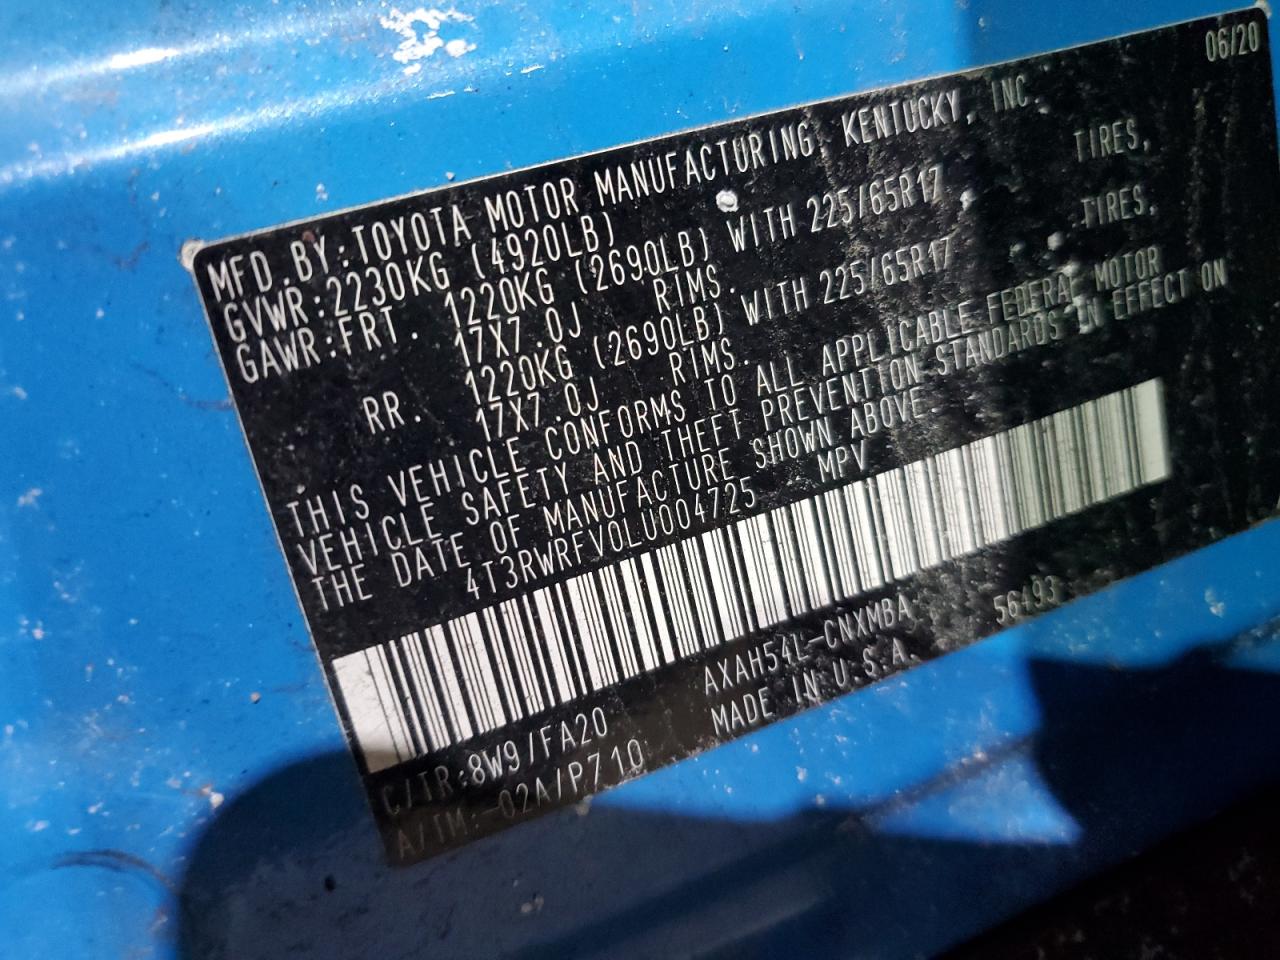 06/20
MFD.BY:TOYOTA MOTOR MANUFACTURING, KENTUCKY, INC.
GVWR:2230KG (4920LB)
GAWR:FRT. 1220KG (2690LB) WITH 225/65R17 TIRES,
17X7.0J RIMS.
RR. 1220KG (2690LB) WITH 225/65R17 TIRES,
17X7.0J RIMS.
THIS VEHICLE CONFORMS TO ALL APPLICABLE FEDERAL MOTOR
VEHICLE SAFETY AND THEFT PREVENTION STANDARDS IN EFFECT ON
THE DATE OF MANUFACTURE SHOWN ABOVE.
4T3RWRFV0LU004725 MPV
C/TR:8W9/FA20 AXAH54L-CNXMBA 56493
A/TM:-02A/P710 MADE IN U.S.A.